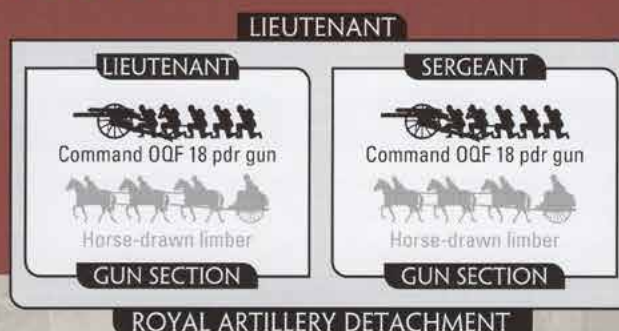 LIEUTENANT
LIEUTENANT
Command OQF 18 pdr gun
Horse-drawn limber
GUN SECTION
SERGEANT
Command OQF 18 pdr gun
Horse-drawn limber
GUN SECTION
ROYAL ARTILLERY DETACHMENT